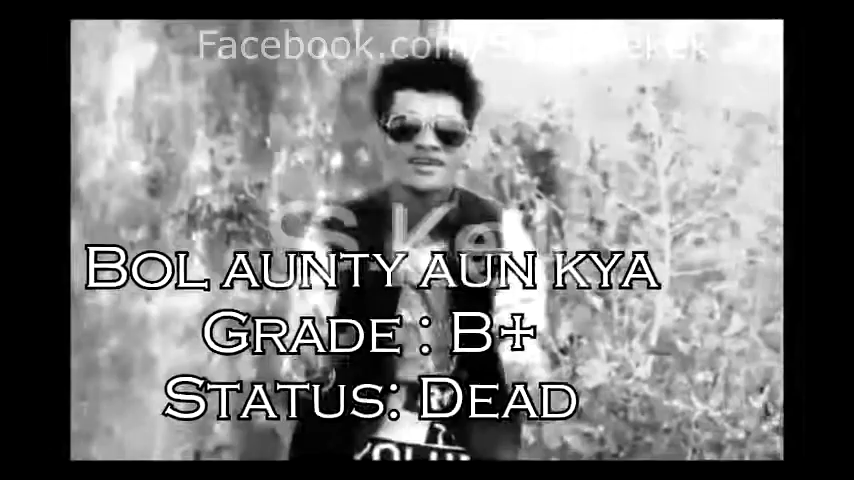 Facebook.com/
BOL AUNTY AUN KYA
GRADE : B+
STATUS: DEAD